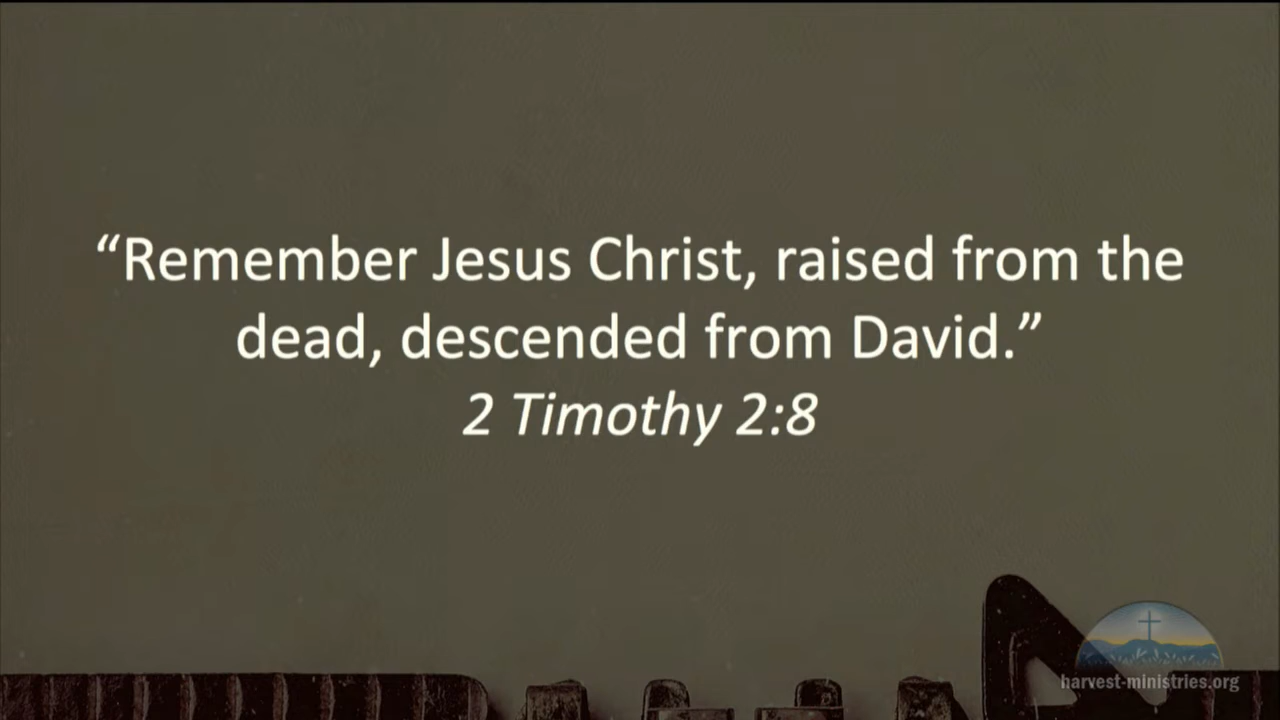 “Remember Jesus Christ, raised from the
dead, descended from David.”
2 Timothy 2:8
harvest-ministries.org